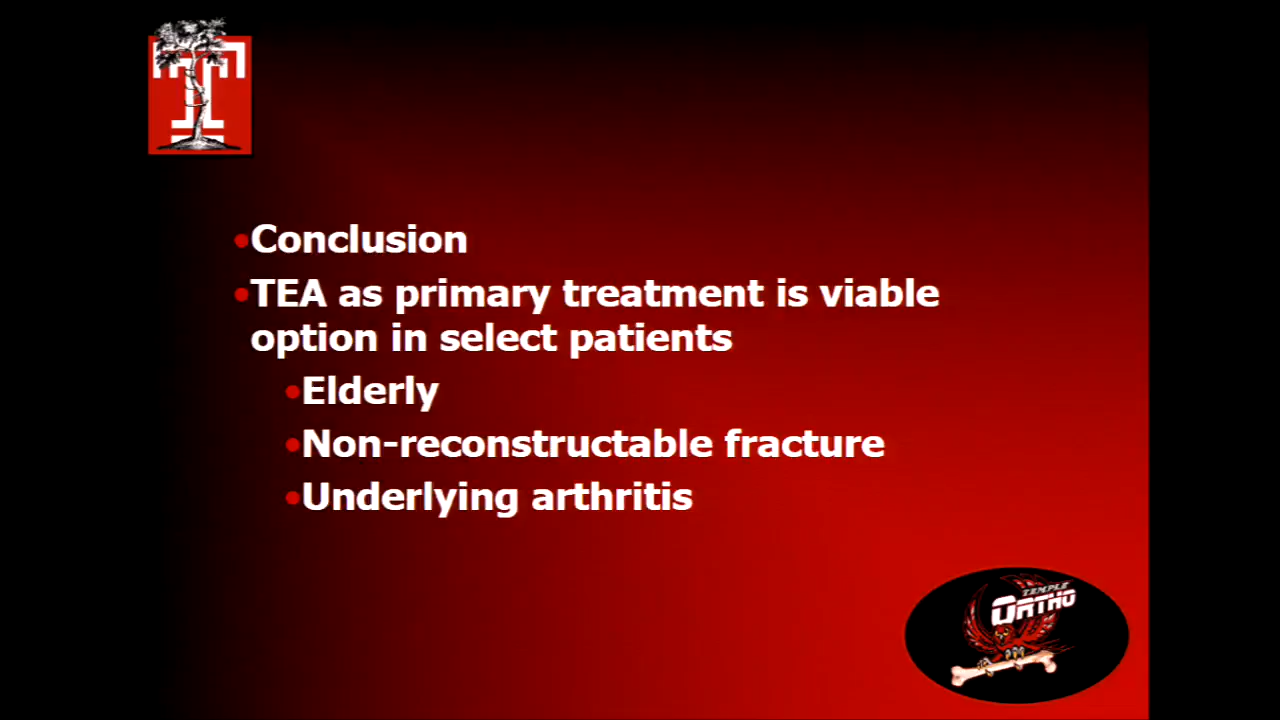 •Conclusion
•TEA as primary treatment is viable
option in select patients
•Elderly
•Non-reconstructable fracture
•Underlying arthritis
TEMPLE
ORTHO